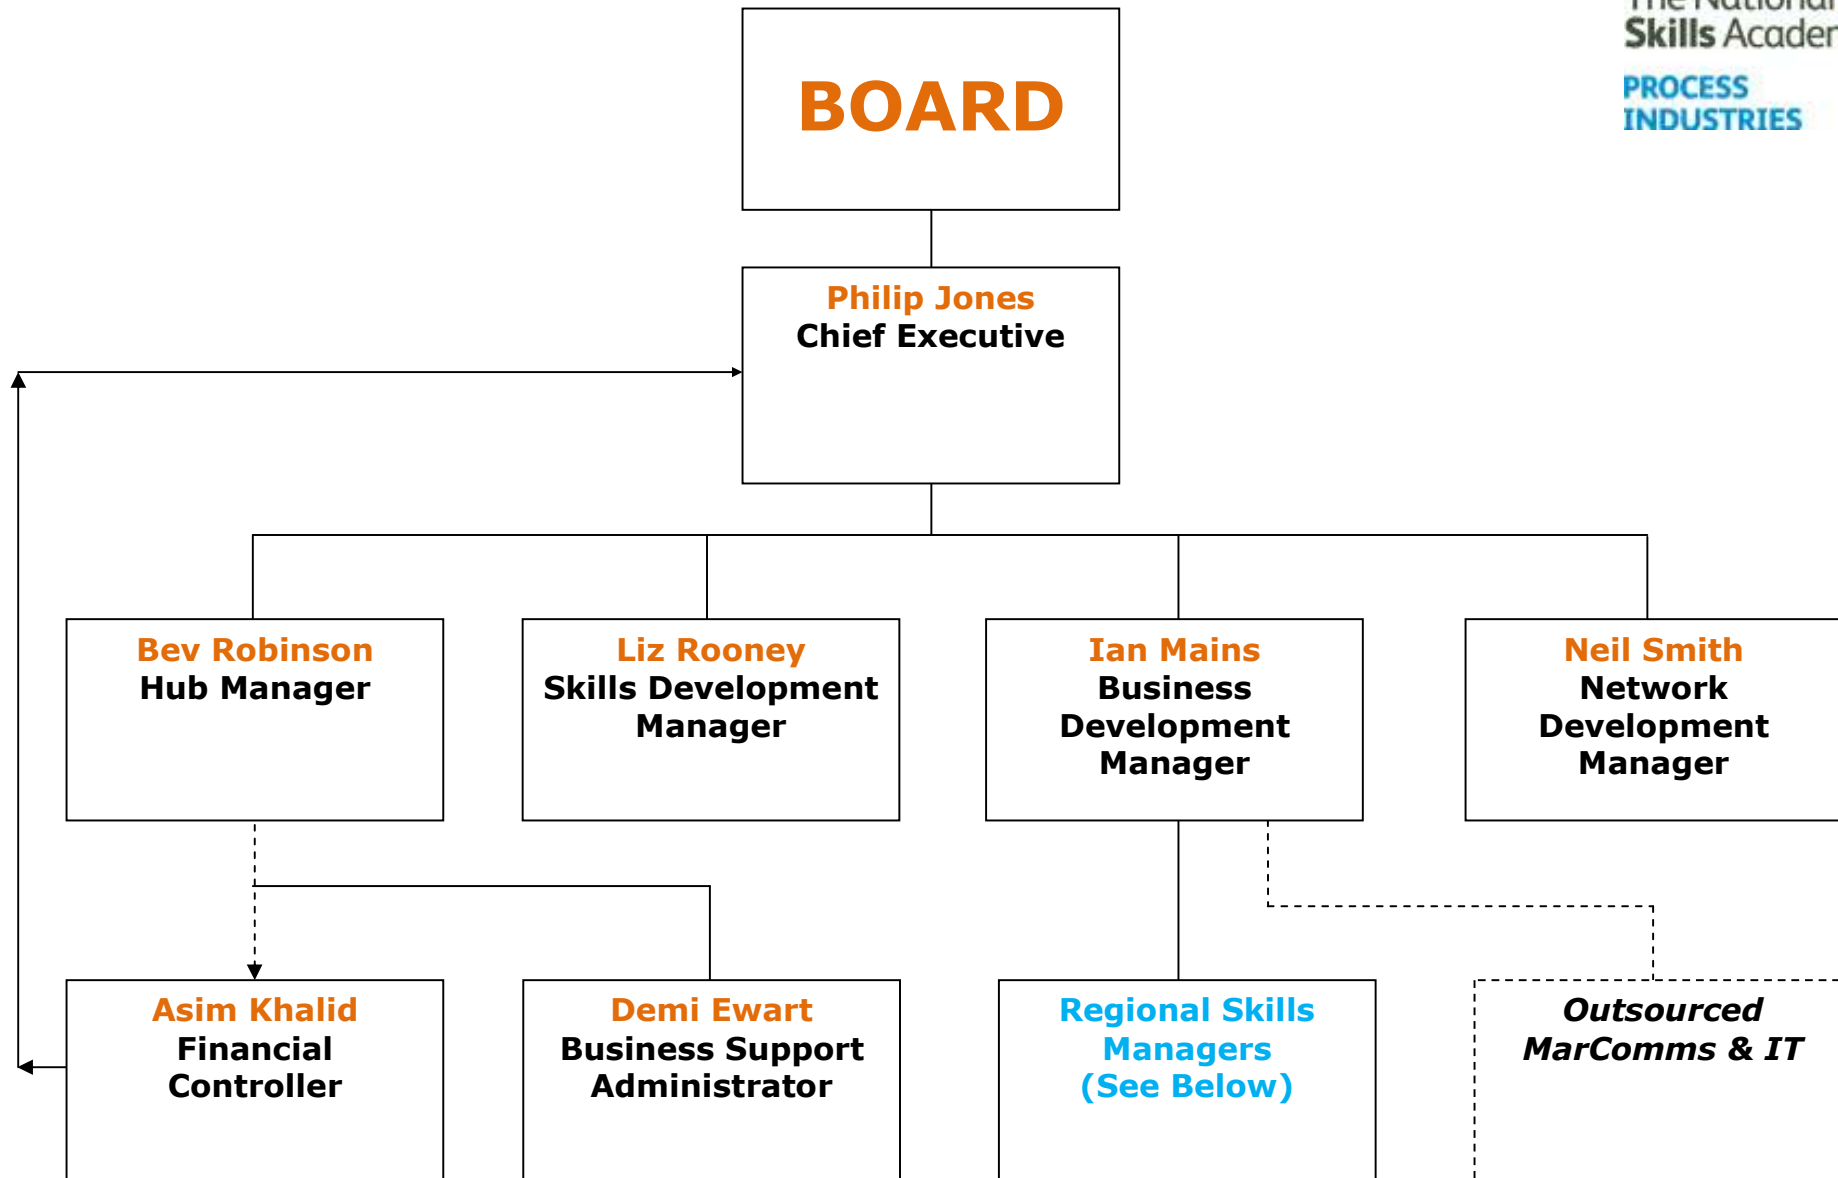 The National
Skills
PROCESS
INDUSTRIES
BOARD
Philip Jones
Chief Executive
Bev Robinson
Hub Manager
Liz Rooney
Skills Development
Manager
Ian Mains
Business
Development
Manager
Neil Smith
Network
Development
Manager
Asim Khalid
Financial
Controller
Demi Ewart
Business Support
Administrator
Regional Skills
Managers
(See Below)
Outsourced
MarComms & IT